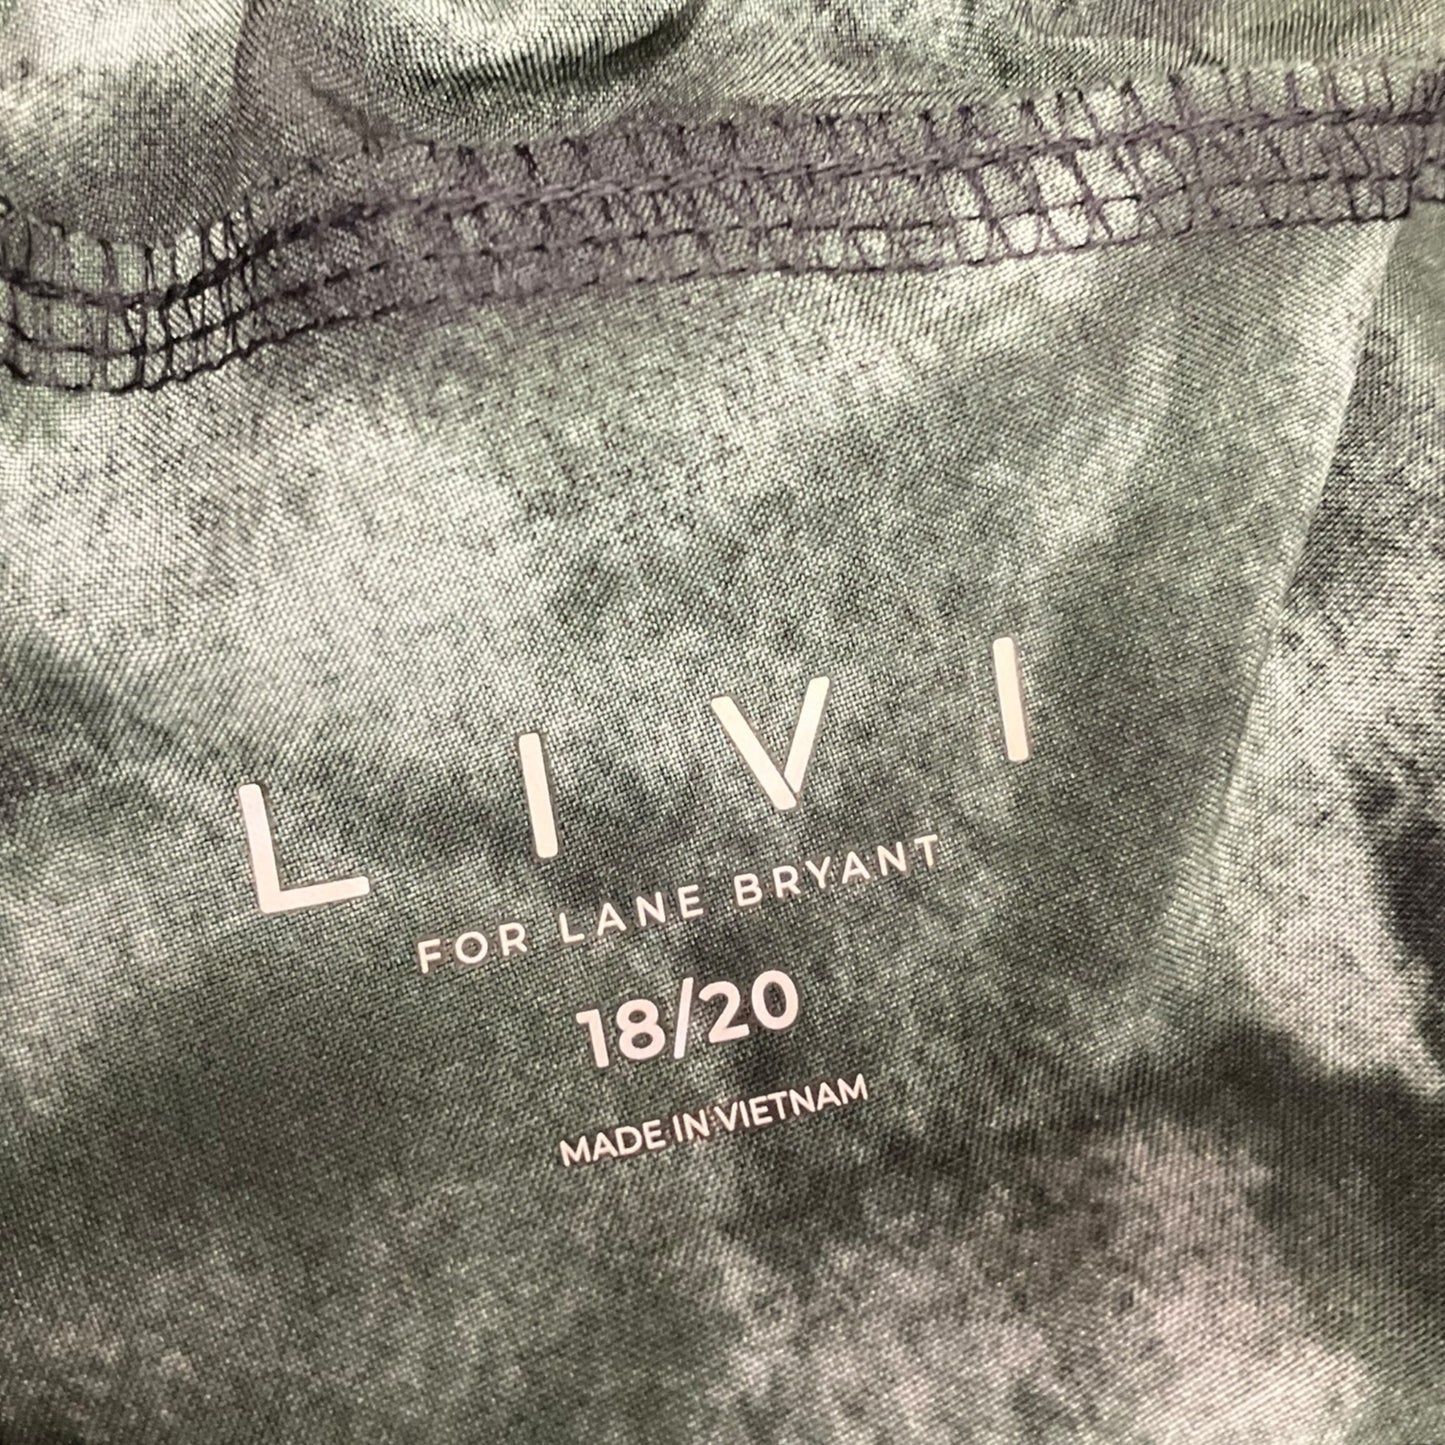 LIVI
FOR LANE BRYANT
18/20
MADE IN VIETNAM